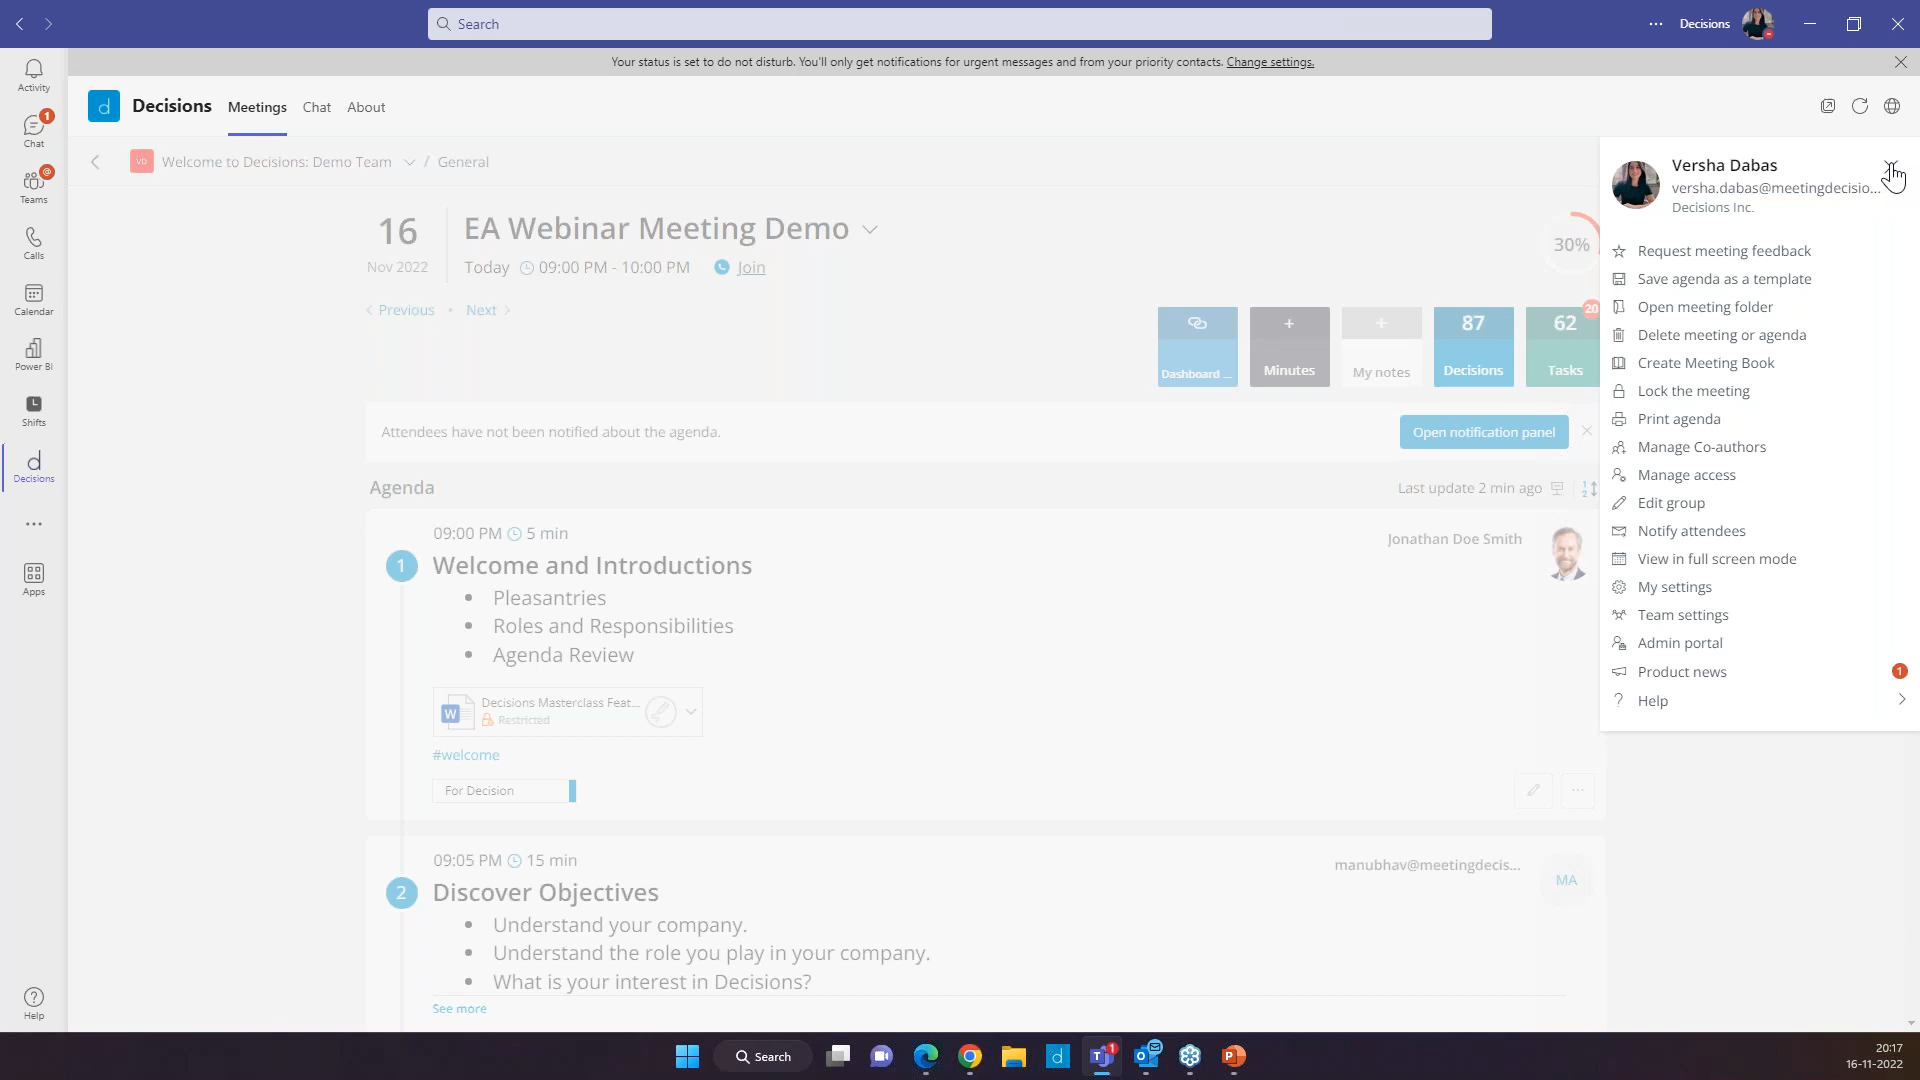 Search
Decisions
Your status is set to do not disturb. You'll only get notifications for urgent messages and from your priority contacts. Change settings.
Activity
1
Chat
@
Teams
Calls
Calendar
Power BI
Shifts
d
Decisions
Apps
Help
d
Decisions
Meetings
Chat
About
VD
Welcome to Decisions: Demo Team
/ General
16
Nov 2022
EA Webinar Meeting Demo
Today 09:00 PM - 10:00 PM Join
30%
< Previous • Next >
Dashboard ...
+
Minutes
+
My notes
87
Decisions
20
62
Tasks
Attendees have not been notified about the agenda.
Open notification panel
Agenda
Last update 2 min ago
09:00 PM 5 min
Jonathan Doe Smith
1
Welcome and Introductions
• Pleasantries
• Roles and Responsibilities
• Agenda Review
W
Decisions Masterclass Feat...
Restricted
#welcome
For Decision
09:05 PM 15 min
manubhav@meetingdecis...
MA
2
Discover Objectives
• Understand your company.
• Understand the role you play in your company.
• What is your interest in Decisions?
See more
Versha Dabas
versha.dabas@meetingdecisio...
Decisions Inc.
Request meeting feedback
Save agenda as a template
Open meeting folder
Delete meeting or agenda
Create Meeting Book
Lock the meeting
Print agenda
Manage Co-authors
Manage access
Edit group
Notify attendees
View in full screen mode
My settings
Team settings
Admin portal
Product news
1
? Help
Search
d
T
1
O
P
20:17
16-11-2022